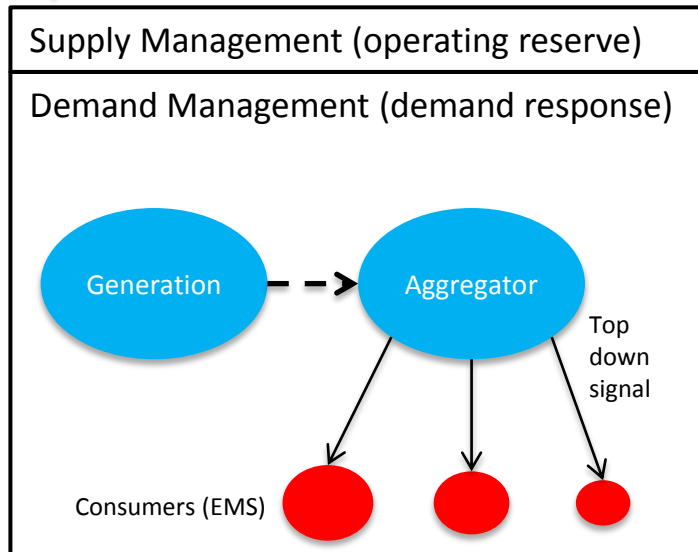 Supply Management (operating reserve)
Demand Management (demand response)
Generation
Aggregator
Top
down
signal
Consumers (EMS)